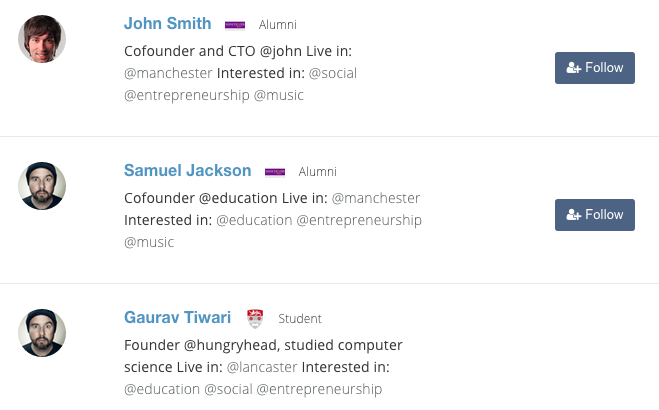 John Smith Alumni
Cofounder and CTO @john Live in:
@manchester Interested in: @social
@entrepreneurship @music
Follow
Samuel Jackson Alumni
Cofounder @education Live in: @manchester
Interested in: @education @entrepreneurship
@music
Follow
Gaurav Tiwari Student
Founder @hungryhead, studied computer
science Live in: @lancaster Interested in:
@education @social @entrepreneurship